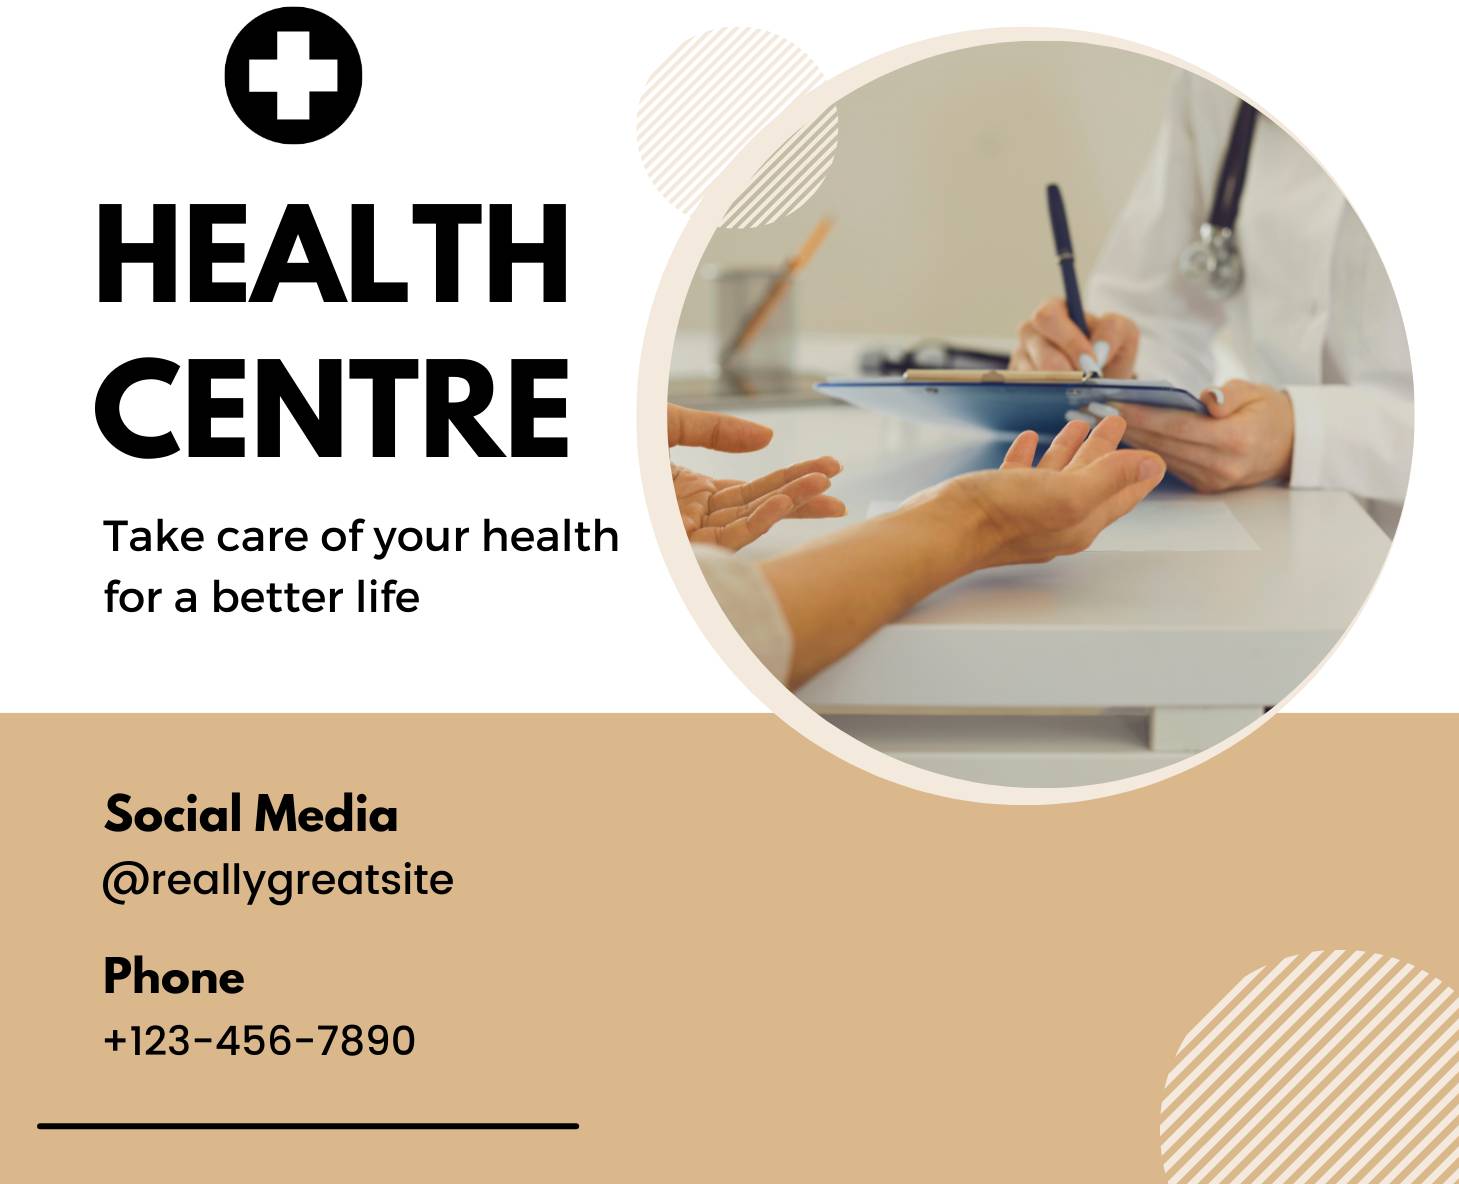 HEALTH
CENTRE
Take care of your health
for a better life
Social Media
@reallygreatsite
Phone
+123-456-7890